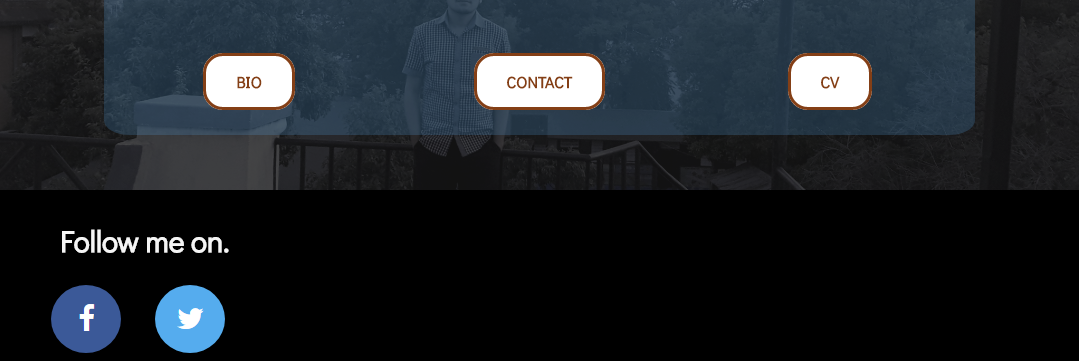 BIO
CONTACT
CV
Follow me on.